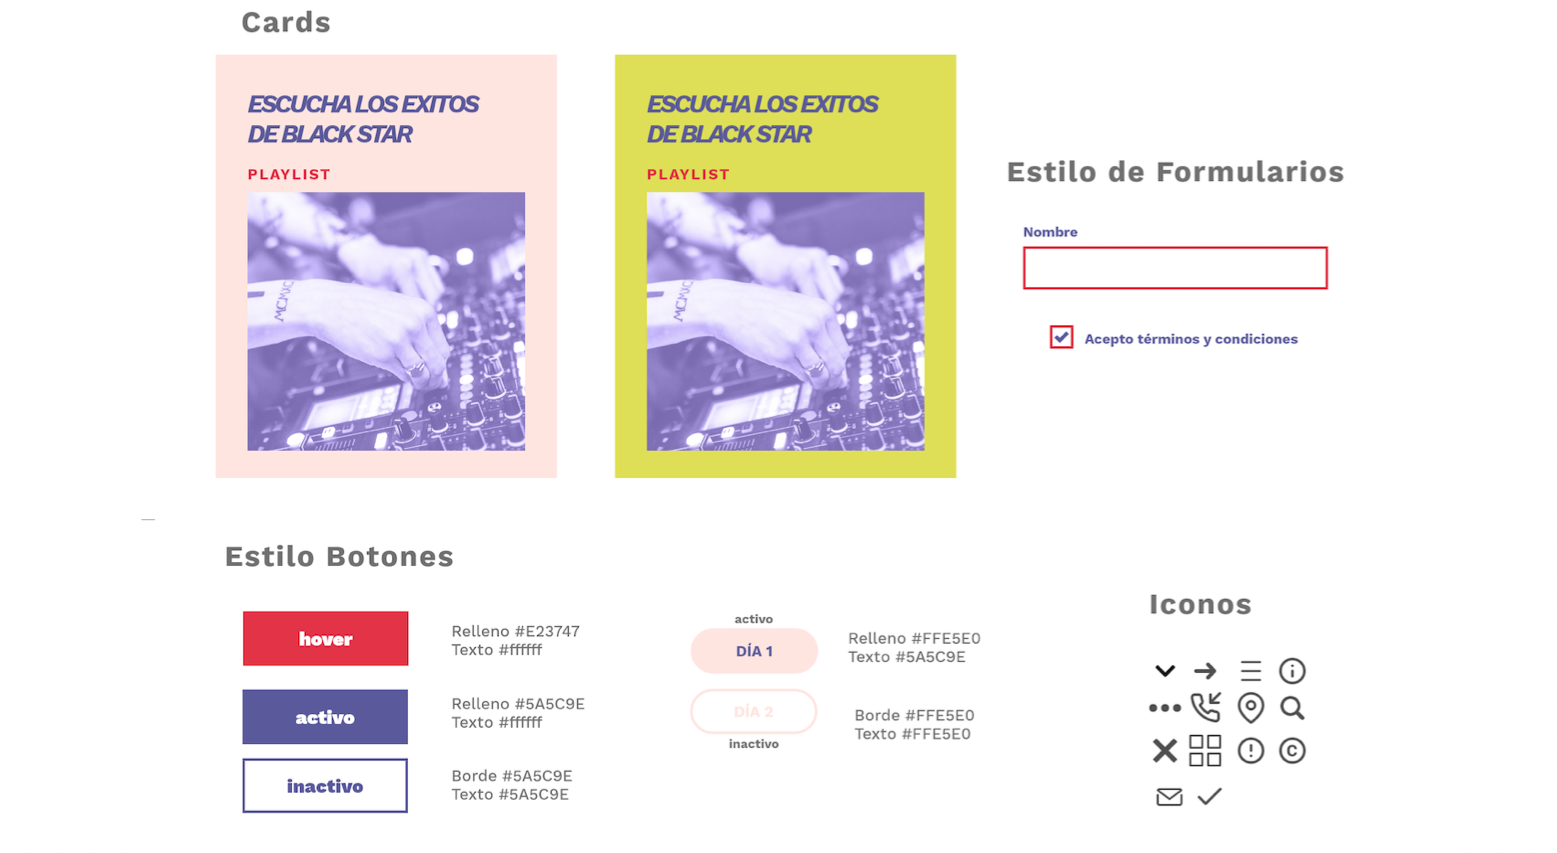 Cards
ESCUCHA LOS EXITOS
DE BLACK STAR
PLAYLIST
MCMXC
ESCUCHA LOS EXITOS
DE BLACK STAR
PLAYLIST
MCMXC
Estilo de Formularios
Nombre
Acepto términos y condiciones
Estilo Botones
hover
Relleno #E23747
Texto #ffffff
activo
Relleno #5A5C9E
Texto #ffffff
inactivo
Borde #5A5C9E
Texto #5A5C9E
activo
DÍA 1
Relleno #FFE5E0
Texto #5A5C9E
DÍA 2
inactivo
Borde #FFE5E0
Texto #FFE5E0
Iconos